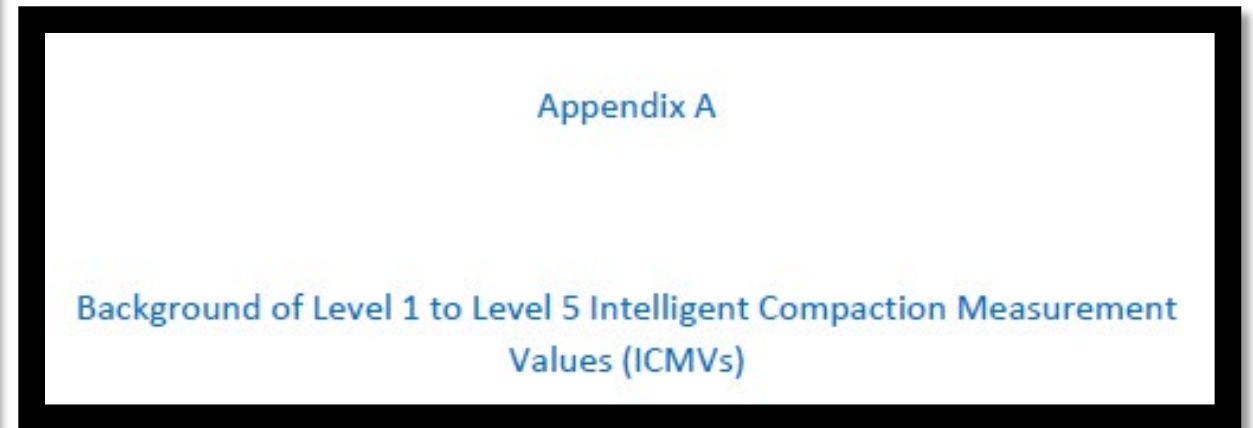 Appendix A
Background of Level 1 to Level 5 Intelligent Compaction Measurement
Values (ICMVs)